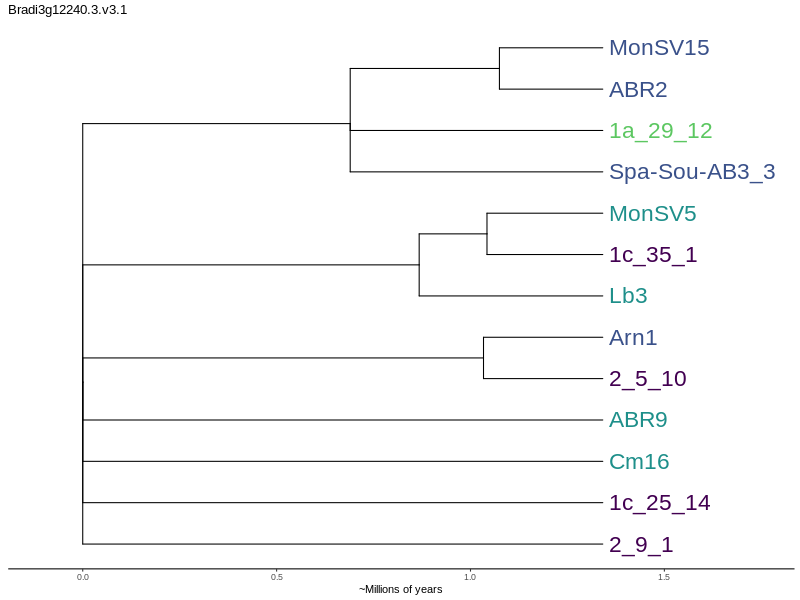 Bradi3g12240.3.v3.1
MonSV15
ABR2
1a_29_12
Spa-Sou-AB3_3
MonSV5
1c_35_1
Lb3
Arn1
2_5_10
ABR9
Cm16
1c_25_14
2_9_1
0.0 0.5 1.0 1.5
~Millions of years